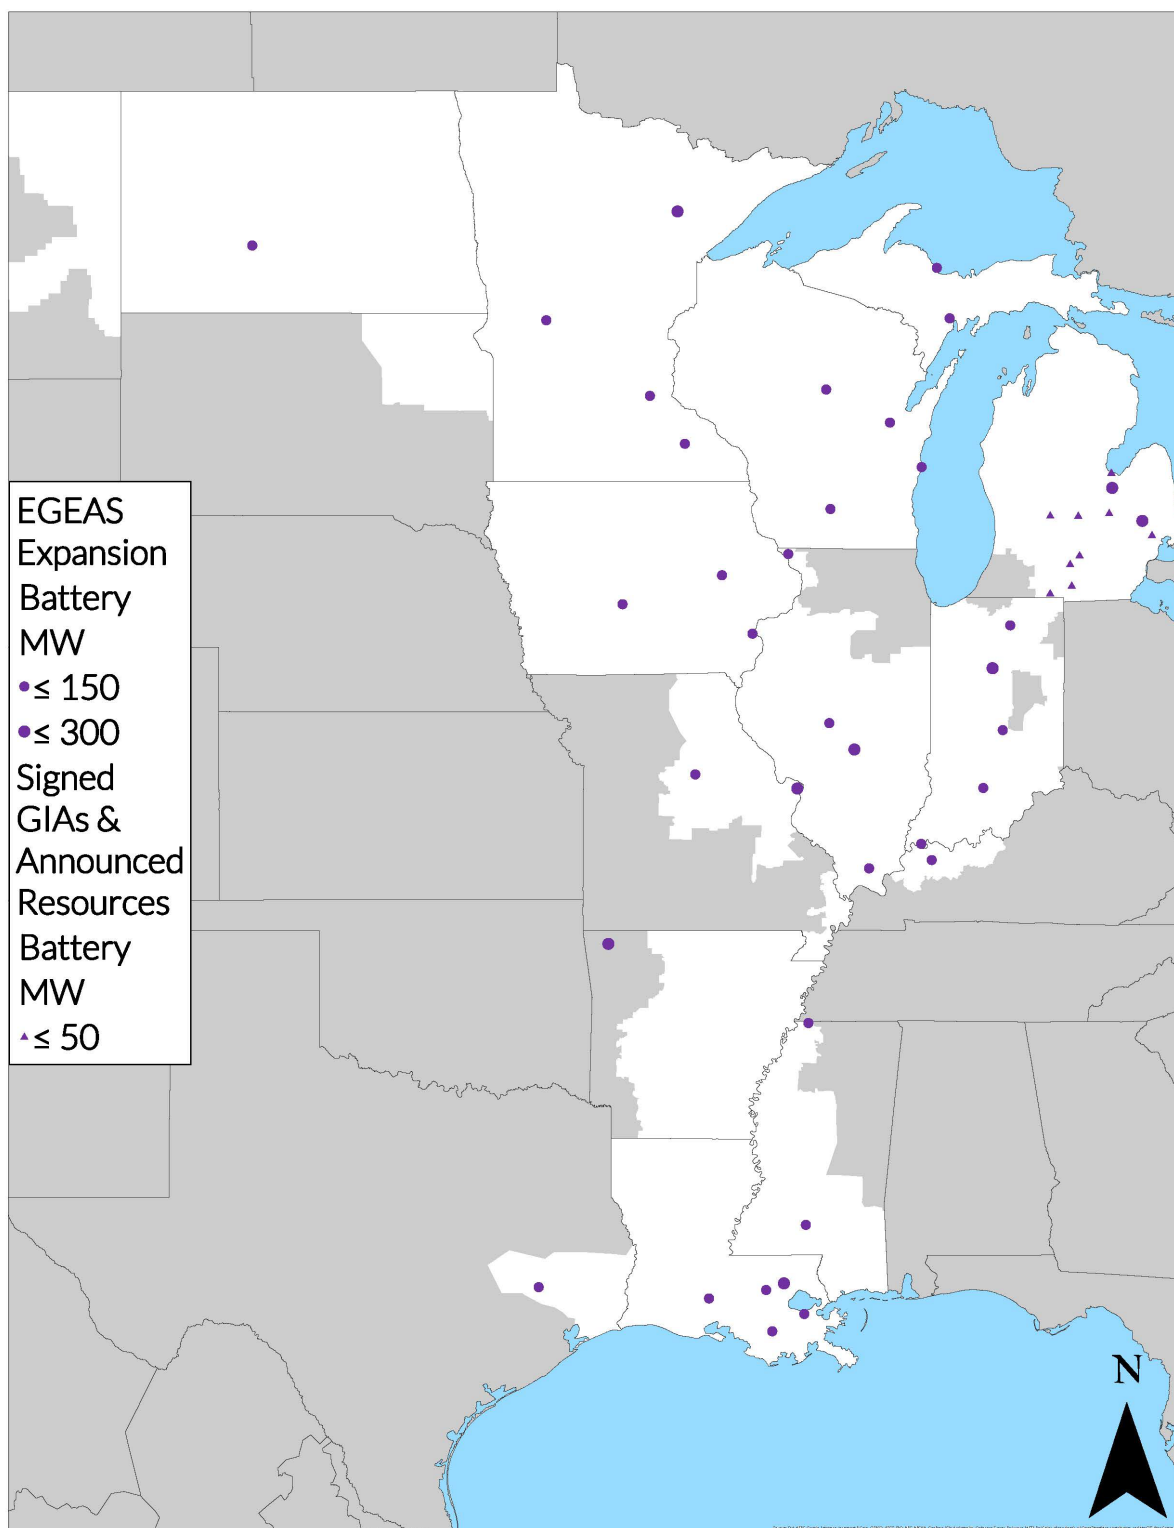 EGEAS
Expansion
Battery
MW
≤ 150
≤ 300
Signed
GIAs &
Announced
Resources
Battery
MW
≤ 50
N